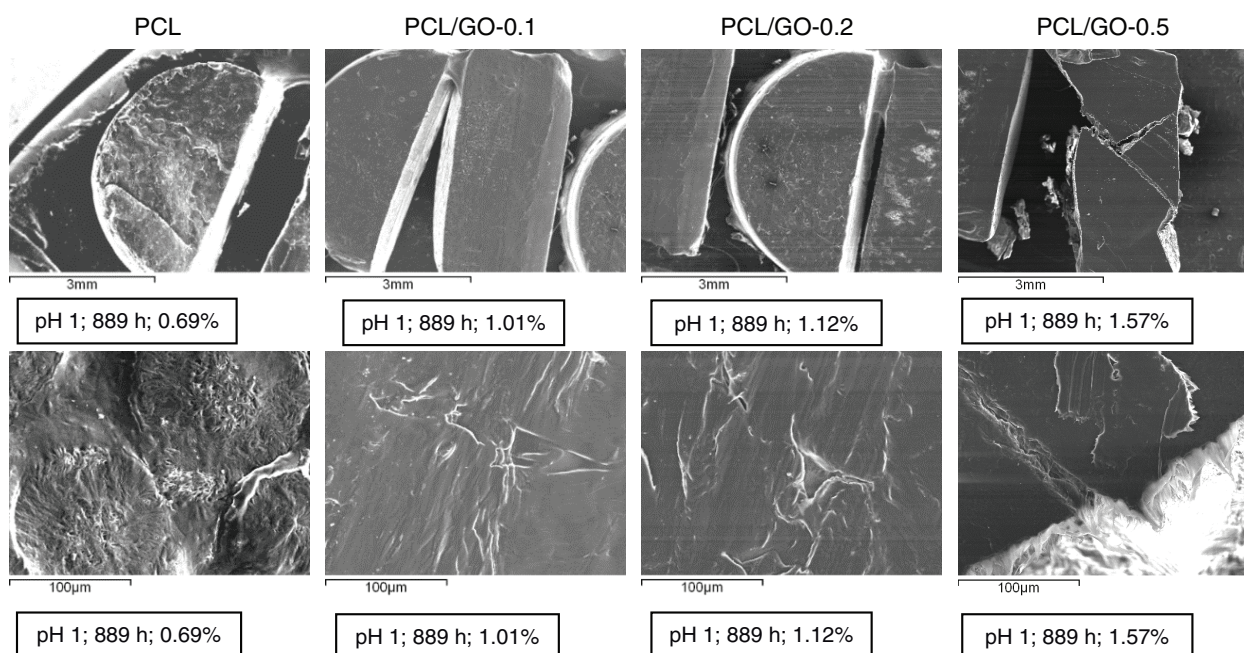 PCL
PCL/GO-0.1
PCL/GO-0.2
PCL/GO-0.5
3mm
3mm
3mm
3mm
pH 1; 889 h; 0.69%
pH 1; 889 h; 1.01%
pH 1; 889 h; 1.12%
pH 1; 889 h; 1.57%
100µm
100µm
100µm
100µm
pH 1; 889 h; 0.69%
pH 1; 889 h; 1.01%
pH 1; 889 h; 1.12%
pH 1; 889 h; 1.57%